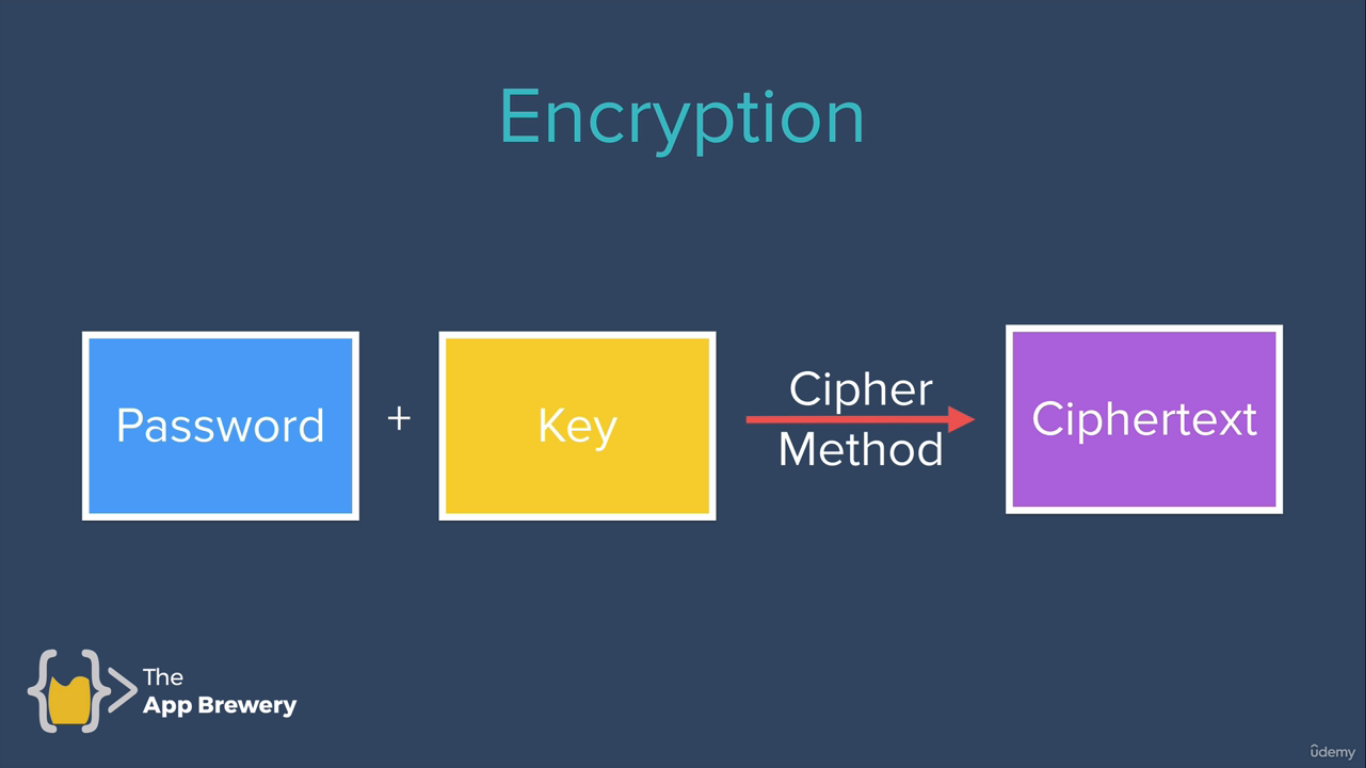 Encryption
Password
+
Key
Cipher
Method
Ciphertext
The
App Brewery
ûdemy